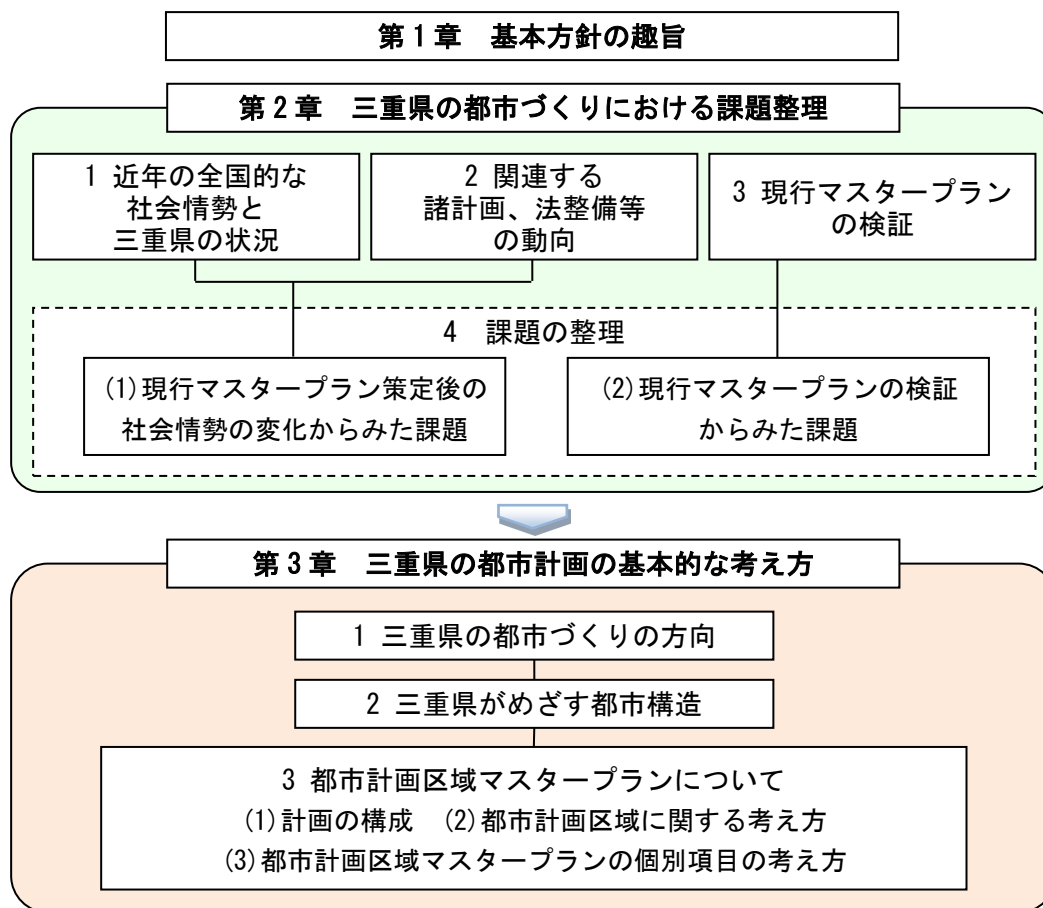 第１章　基本方針の趣旨
第２章　三重県の都市づくりにおける課題整理
1 近年の全国的な
社会情勢と
三重県の状況
2 関連する
諸計画、法整備等
の動向
3 現行マスタープラン
の検証
4　課題の整理
(1)現行マスタープラン策定後の
社会情勢の変化からみた課題
(2)現行マスタープランの検証
からみた課題
第３章　三重県の都市計画の基本的な考え方
1 三重県の都市づくりの方向
2 三重県がめざす都市構造
3 都市計画区域マスタープランについて
(1)計画の構成　(2)都市計画区域に関する考え方
(3)都市計画区域マスタープランの個別項目の考え方